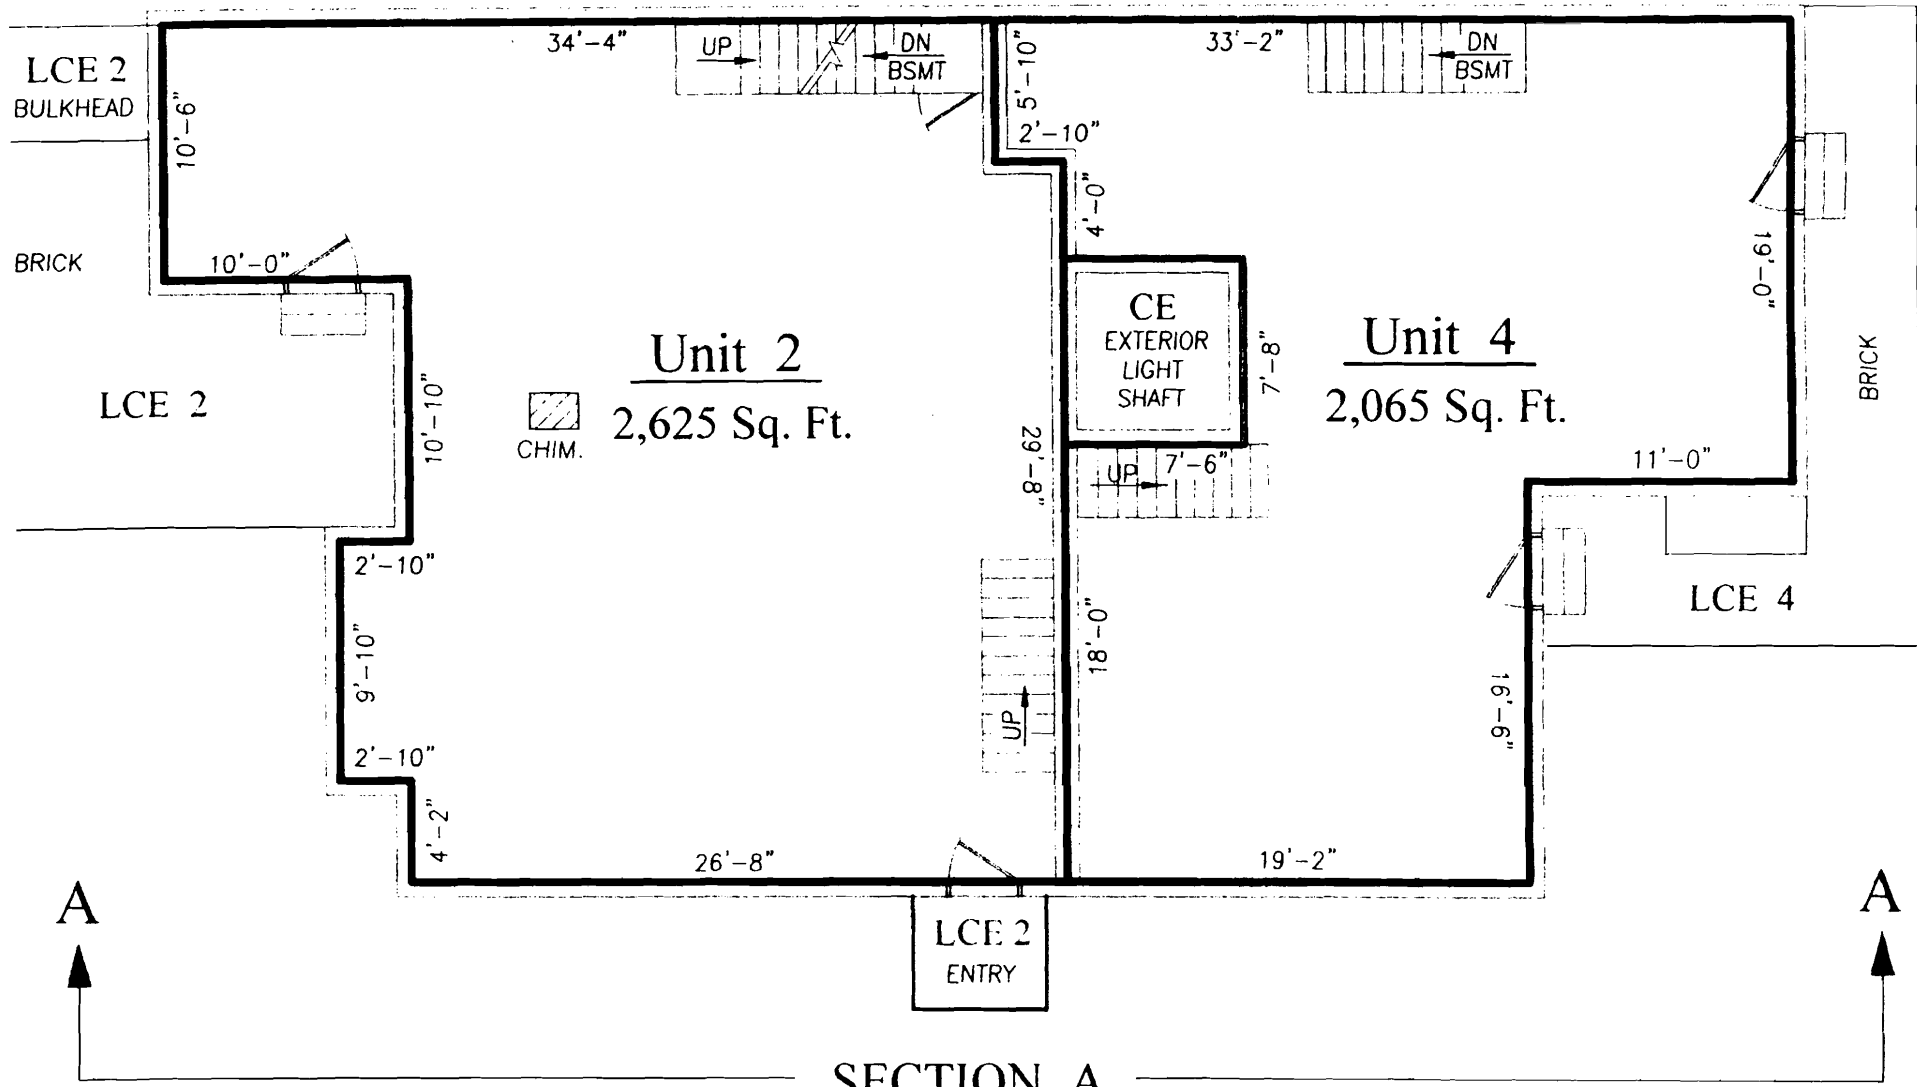 34'-4"
UP
DN
BSMT
5'-10"
33'-2"
DN
BSMT
LCE 2
BULKHEAD
10'-6"
2'-10"
4'-0"
BRICK
10'-0"
19'-0"
CE
EXTERIOR
LIGHT
SHAFT
7'-8"
Unit 2
2,625 Sq. Ft.
Unit 4
2,065 Sq. Ft.
BRICK
LCE 2
10'-10"
CHIM.
29'-8"
UP
7'-6"
11'-0"
2'-10"
LCE 4
9'-10"
18'-0"
16'-6"
UP
2'-10"
4'-2"
26'-8"
19'-2"
A
A
LCE 2
ENTRY
SECTION A